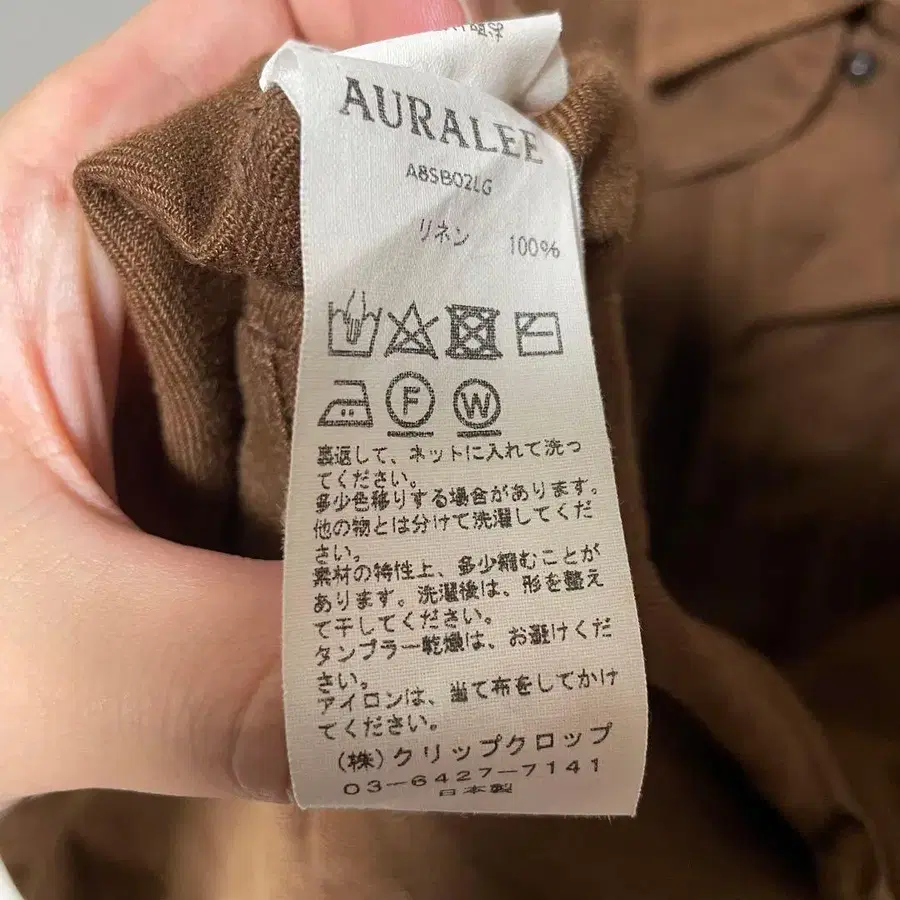 AURALEE
A8SB02LG
リネン 100%
F W
裏返して、ネットに入れて洗っ
てください。
多少色移りする場合があります。
他の物とは分けて洗濯してくだ
さい。
素材の特性上、多少縮むことが
あります。洗濯後は、形を整え
て干してください。
タンブラー乾燥は、お避けくだ
さい。
アイロンは、当て布をしてかけ
てください。
(株)クリップクロップ
03-6427-7141
日本製